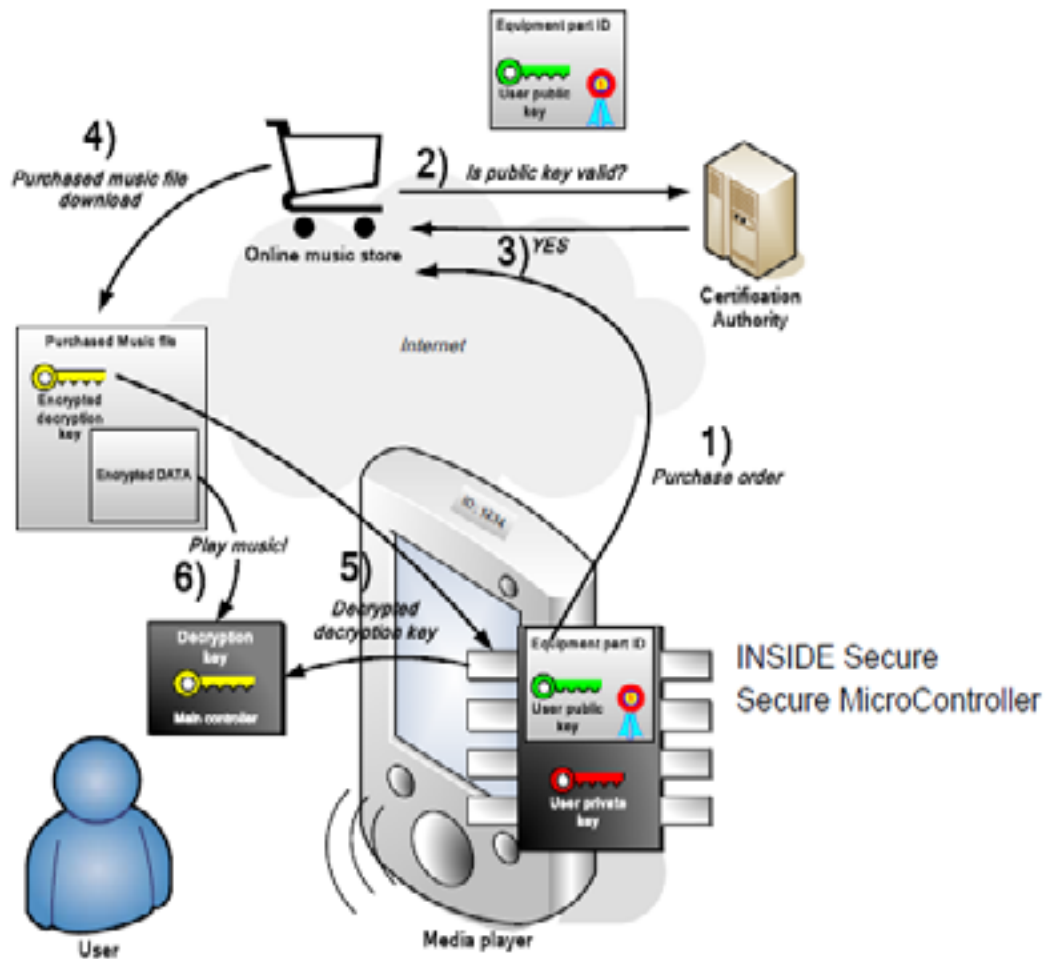 Equipment part ID
User public
key
4)
Purchased music file
download
2)
Is public key valid?
Online music store
3)
YES
Certification
Authority
Internet
Purchased Music file
Encrypted
decryption
key
Encrypted DATA
1)
Purchase order
Play music!
6)
5)
Decrypted
decryption key
Decryption
key
Main controller
Equipment part ID
User public
key
User private
key
INSIDE Secure
Secure MicroController
User
Media player